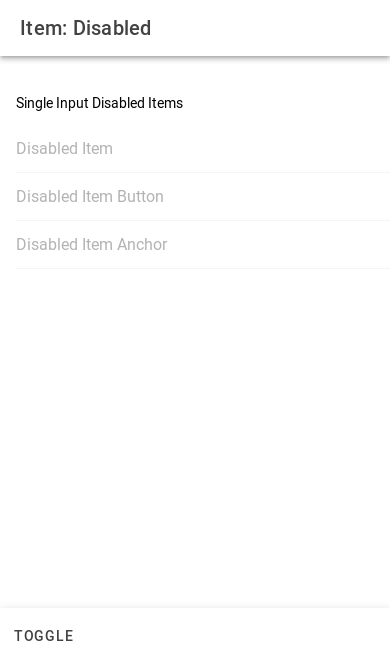 Item: Disabled
Single Input Disabled Items
Disabled Item
Disabled Item Button
Disabled Item Anchor
TOGGLE